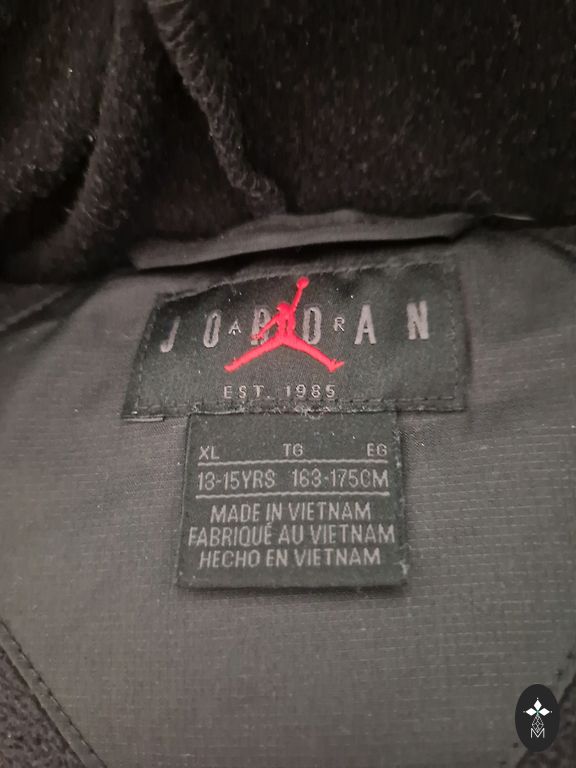 JORDAN
AIR
EST. 1985
XL TG EG
13-15YRS 163-175CM
MADE IN VIETNAM
FABRIQUÉ AU VIETNAM
HECHO EN VIETNAM
M